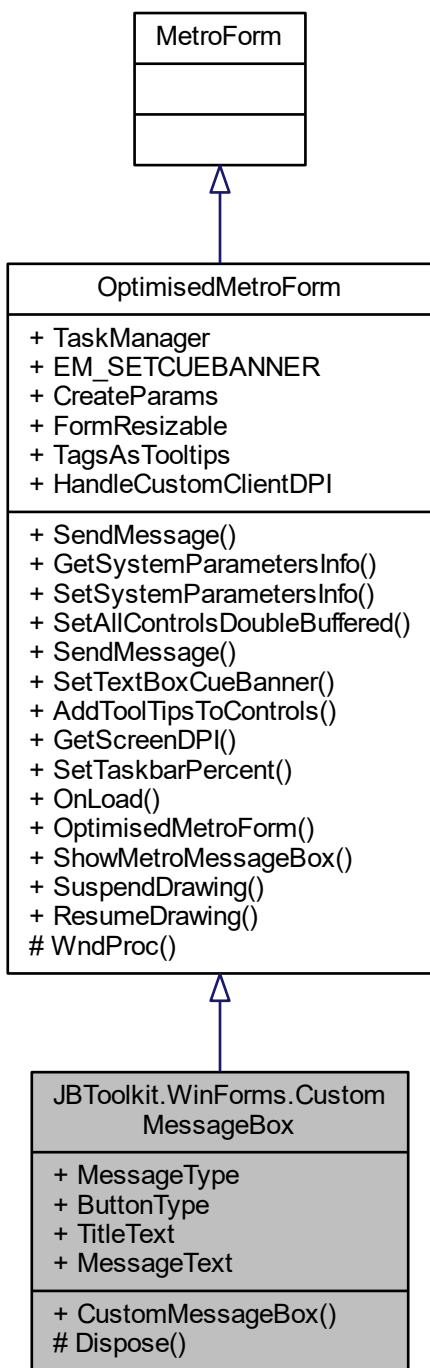 MetroForm
OptimisedMetroForm
+ TaskManager
+ EM_SETCUEBANNER
+ CreateParams
+ FormResizable
+ TagsAsTooltips
+ HandleCustomClientDPI
+ SendMessage()
+ GetSystemParametersInfo()
+ SetSystemParametersInfo()
+ SetAllControlsDoubleBuffered()
+ SendMessage()
+ SetTextBoxCueBanner()
+ AddToolTipsToControls()
+ GetScreenDPI()
+ SetTaskbarPercent()
+ OnLoad()
+ OptimisedMetroForm()
+ ShowMetroMessageBox()
+ SuspendDrawing()
+ ResumeDrawing()
# WndProc()
JBToolkit.WinForms.Custom
MessageBox
+ MessageType
+ ButtonType
+ TitleText
+ MessageText
+ CustomMessageBox()
# Dispose()